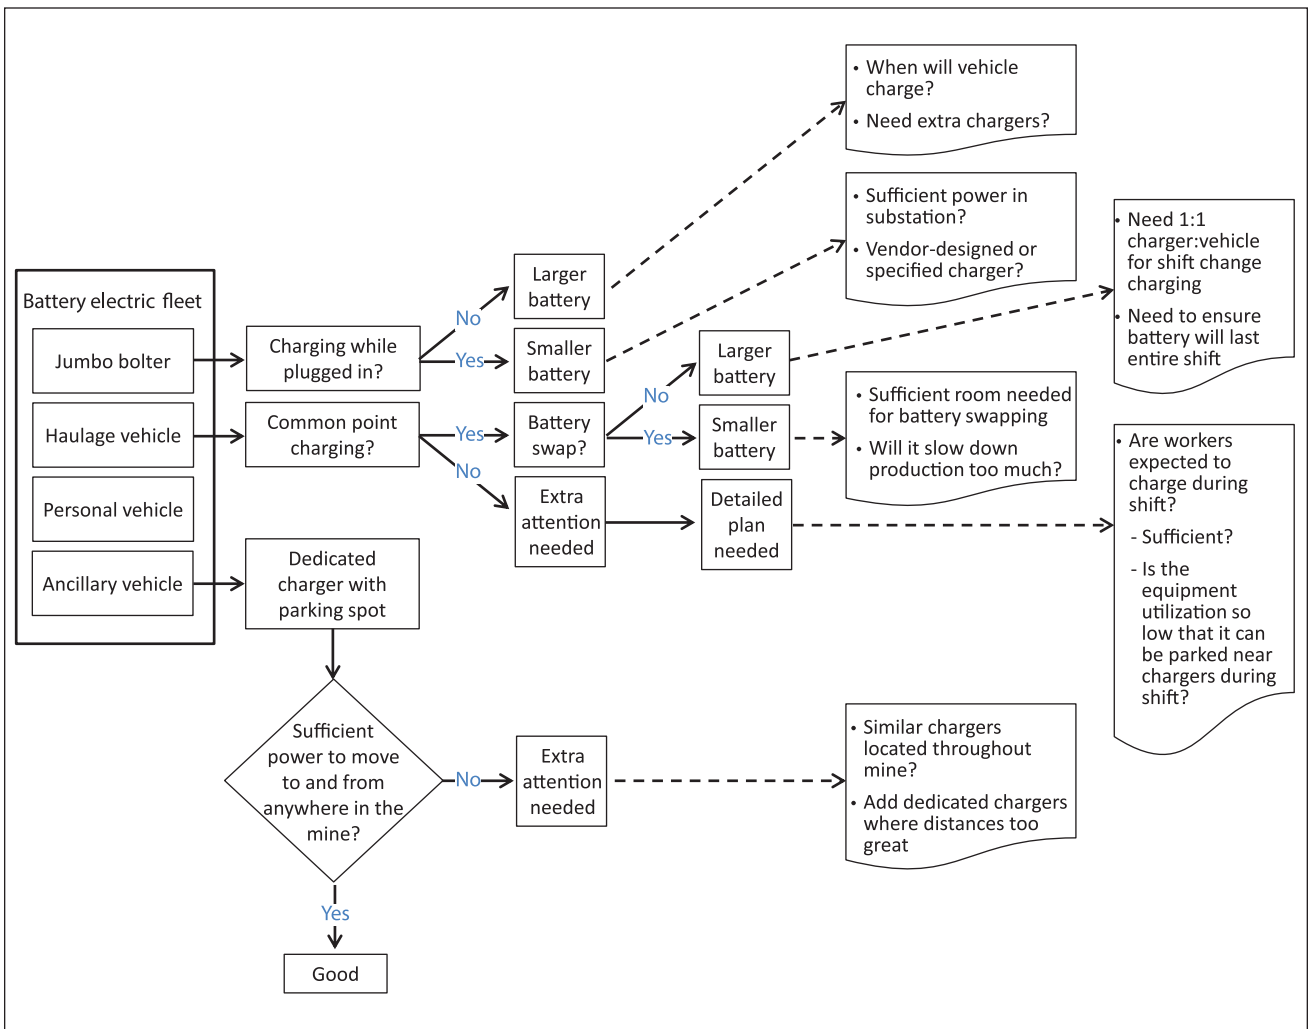 • When will vehicle
charge?
• Need extra chargers?
• Sufficient power in
substation?
• Vendor-designed or
specified charger?
• Need 1:1
charger:vehicle
for shift change
charging
• Need to ensure
battery will last
entire shift
Battery electric fleet
Jumbo bolter
Haulage vehicle
Personal vehicle
Ancillary vehicle
Charging while
plugged in?
No
Yes
Larger
battery
Smaller
battery
Common point
charging?
Yes
No
Battery
swap?
No
Yes
Larger
battery
Smaller
battery
• Sufficient room needed
for battery swapping
• Will it slow down
production too much?
Extra
attention
needed
Detailed
plan
needed
• Are workers
expected to
charge during
shift?
- Sufficient?
- Is the
equipment
utilization so
low that it can
be parked near
chargers during
shift?
Dedicated
charger with
parking spot
Sufficient
power to move
to and from
anywhere in the
mine?
No
Extra
attention
needed
• Similar chargers
located throughout
mine?
• Add dedicated chargers
where distances too
great
Yes
Good